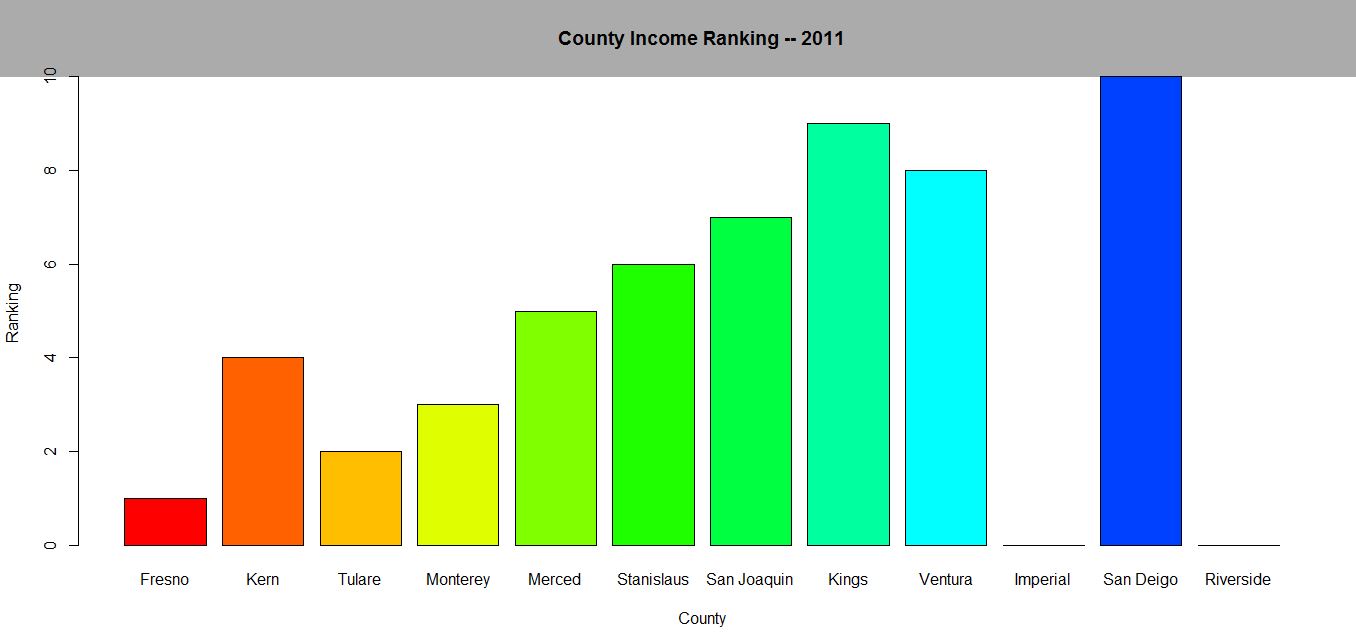 County Income Ranking -- 2011
Ranking
10
8
6
4
2
0
Fresno Kern Tulare Monterey Merced Stanislaus San Joaquin Kings Ventura Imperial San Deigo Riverside
County